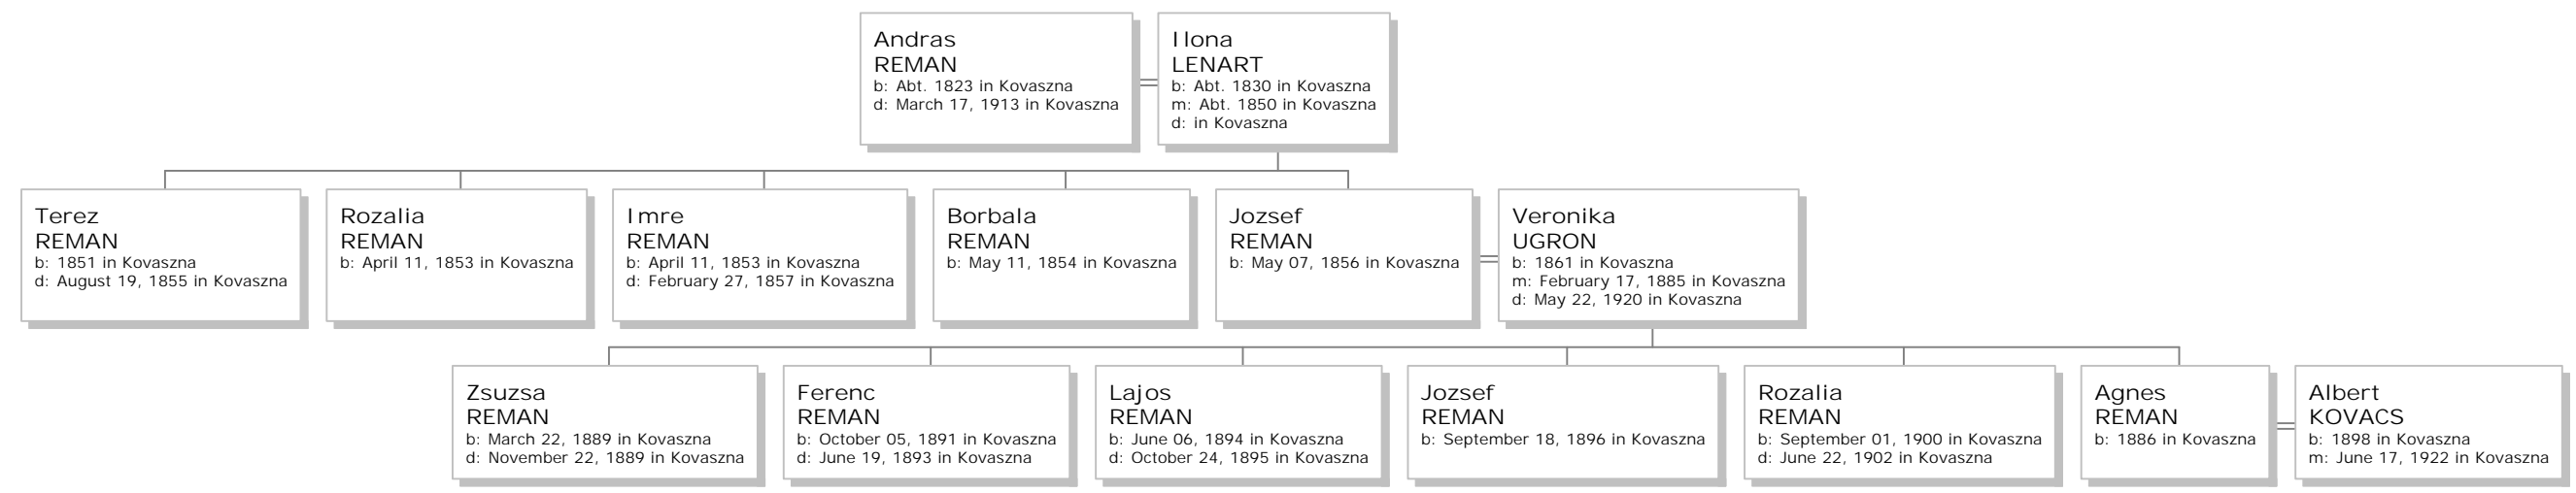 Andras
REMAN
b: Abt. 1823 in Kovaszna
d: March 17, 1913 in Kovaszna
Ilona
LENART
b: Abt. 1830 in Kovaszna
m: Abt. 1850 in Kovaszna
d: in Kovaszna
Terez
REMAN
b: 1851 in Kovaszna
d: August 19, 1855 in Kovaszna
Rozalia
REMAN
b: April 11, 1853 in Kovaszna
Imre
REMAN
b: April 11, 1853 in Kovaszna
d: February 27, 1857 in Kovaszna
Borbala
REMAN
b: May 11, 1854 in Kovaszna
Jozsef
REMAN
b: May 07, 1856 in Kovaszna
Veronika
UGRON
b: 1861 in Kovaszna
m: February 17, 1885 in Kovaszna
d: May 22, 1920 in Kovaszna
Zsuzsa
REMAN
b: March 22, 1889 in Kovaszna
d: November 22, 1889 in Kovaszna
Ferenc
REMAN
b: October 05, 1891 in Kovaszna
d: June 19, 1893 in Kovaszna
Lajos
REMAN
b: June 06, 1894 in Kovaszna
d: October 24, 1895 in Kovaszna
Jozsef
REMAN
b: September 18, 1896 in Kovaszna
Rozalia
REMAN
b: September 01, 1900 in Kovaszna
d: June 22, 1902 in Kovaszna
Agnes
REMAN
b: 1886 in Kovaszna
Albert
KOVACS
b: 1898 in Kovaszna
m: June 17, 1922 in Kovaszna